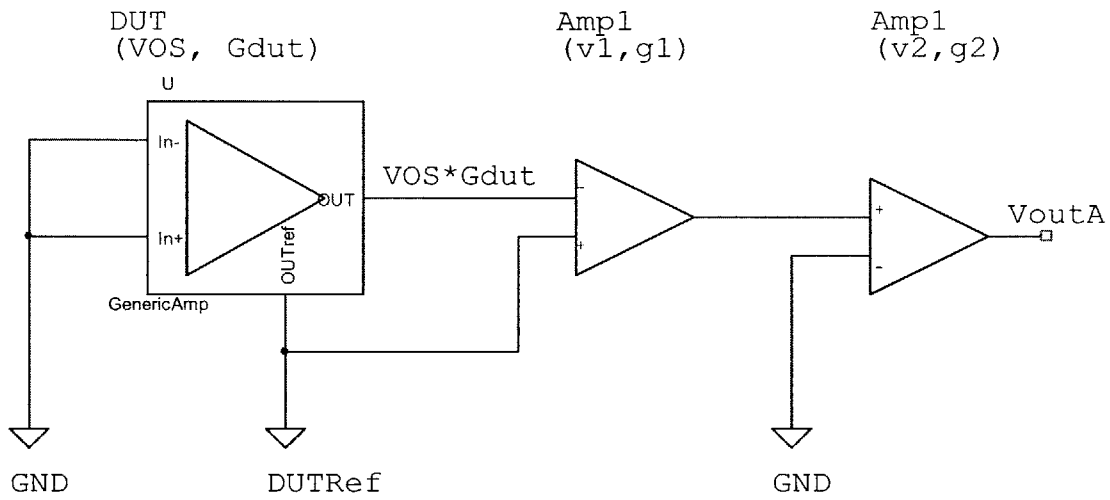 DUT
(VOS, Gdut)
Amp1
(v1,g1)
Amp1
(v2,g2)
U
In-
In+
OUT
OUTref
GenericAmp
VOS*Gdut
-
+
+
-
VoutA
GND
DUTRef
GND